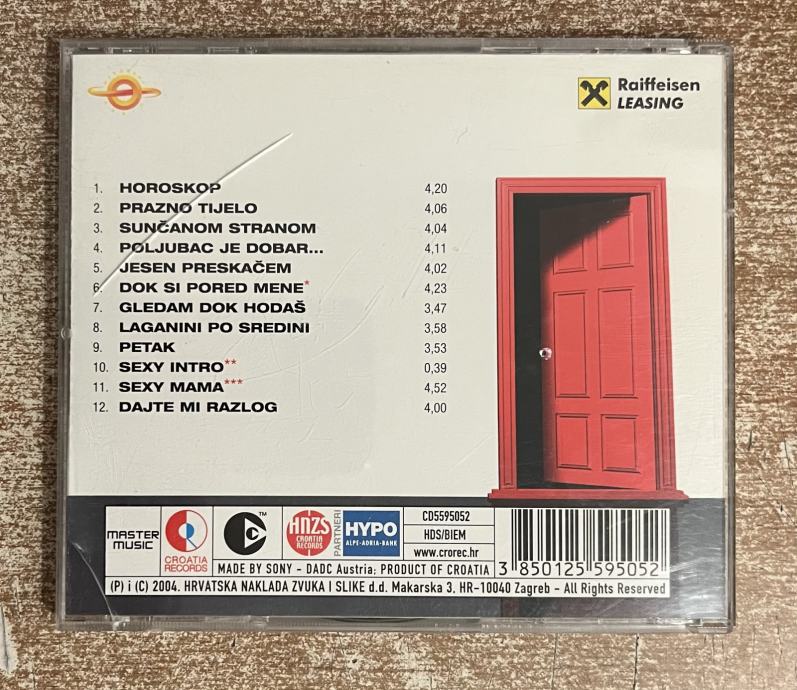 Raiffeisen
LEASING
1. HOROSKOP 4,20
2. PRAZNO TIJELO 4,06
3. SUNČANOM STRANOM 4,04
4. POLJUBAC JE DOBAR... 4,11
5. JESEN PRESKAČEM 4,02
6. DOK SI PORED MENE* 4,23
7. GLEDAM DOK HODAŠ 3,47
8. LAGANINI PO SREDINI 3,58
9. PETAK 3,53
10. SEXY INTRO** 0,39
11. SEXY MAMA*** 4,52
12. DAJTE MI RAZLOG 4,00
MASTER
MUSIC
CROATIA
RECORDS
TM
HNZS
CROATIA
RECORDS
PARTNERI
HYPO
ALPE-ADRIA-BANK
CD5595052
HDS/BIEM
www.crorec.hr
MADE BY SONY - DADC Austria; PRODUCT OF CROATIA
3 850125 595052
(P) i (C) 2004. HRVATSKA NAKLADA ZVUKA I SLIKE d.d. Makarska 3, HR-10040 Zagreb - All Rights Reserved